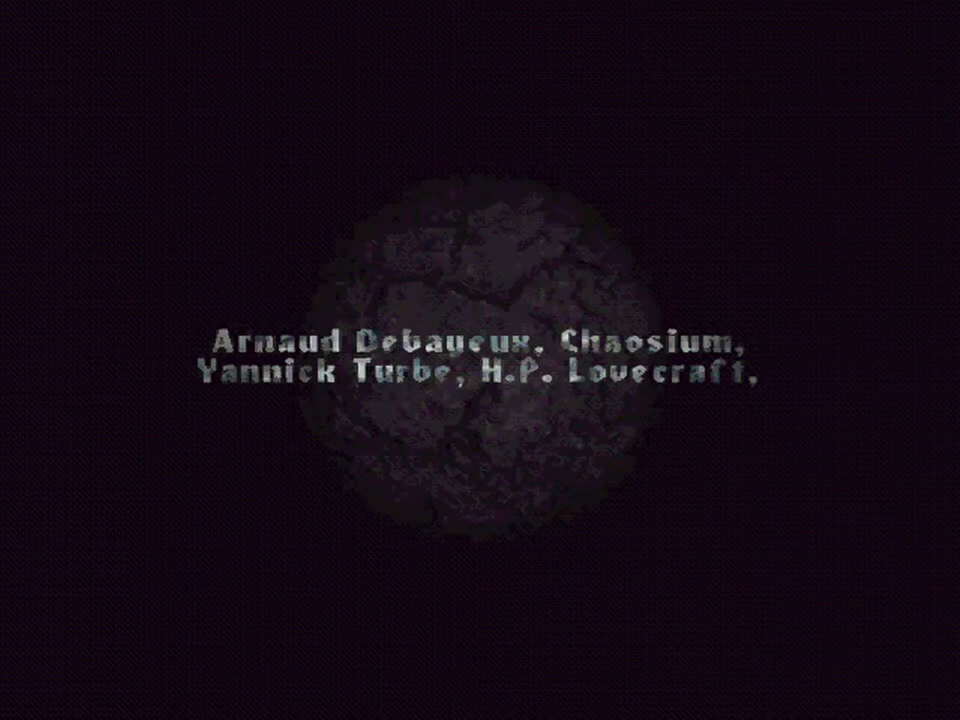 Arnaud Debayeux, Chaosium,
Yannick Turbe, H.P. Lovecraft,